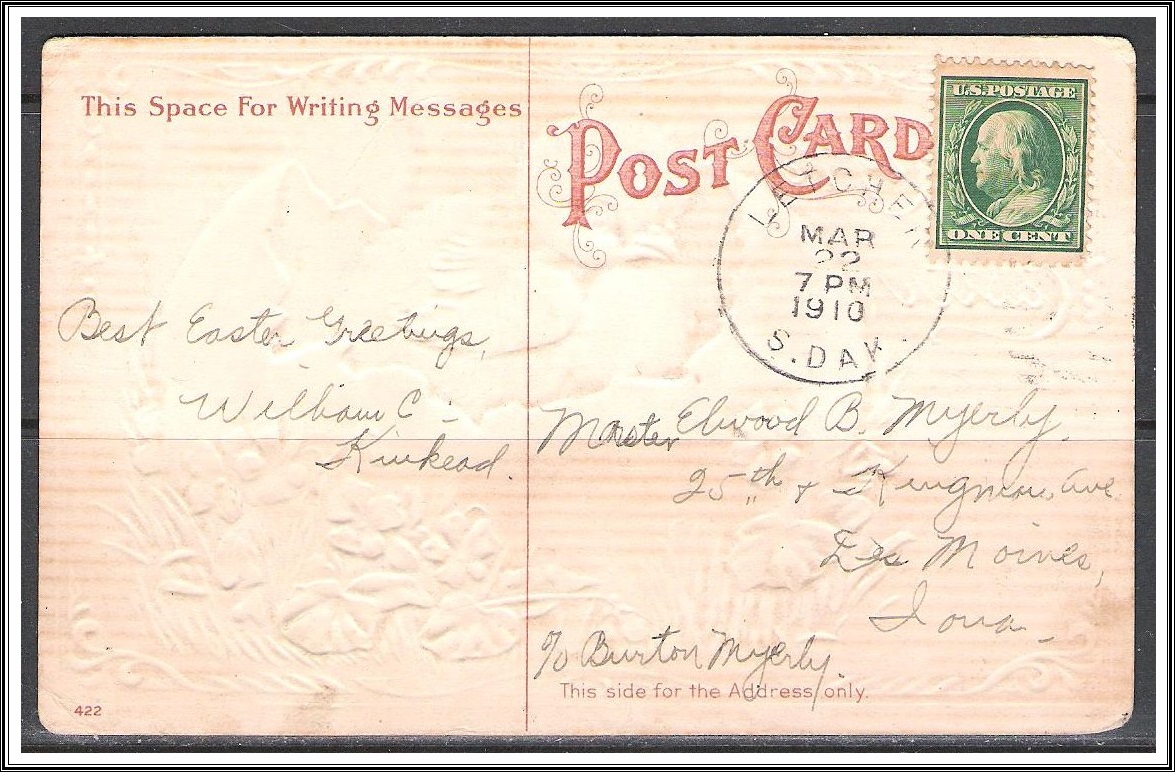 This Space For Writing Messages
POST CARD
U.S. POSTAGE
ONE CENT
LETCHER
MAR
22
7 PM
1910
S. DAK.
Best Easter Greetings,
William C.
Kinkead.
Master Elwood B. Myerly.
25th & Kingman, Ave
Des Moines,
Iowa
c/o Burton Myerly.
This side for the Address only.
422